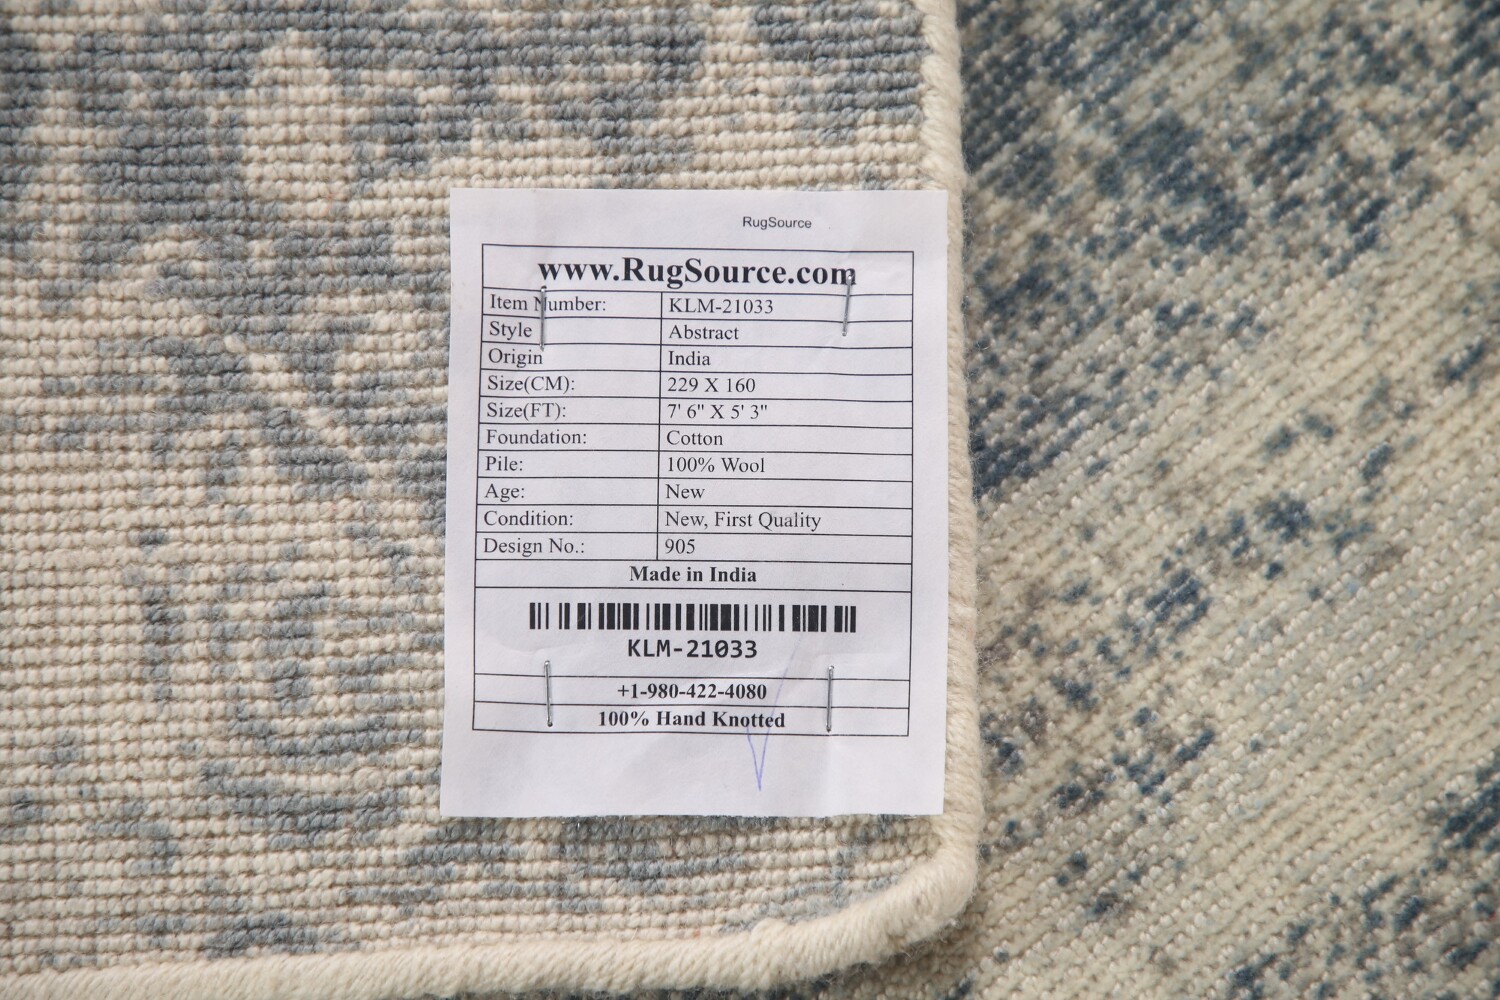 RugSource
www.RugSource.com
Item Number: KLM-21033
Style Abstract
Origin India
Size(CM): 229 X 160
Size(FT): 7' 6" X 5' 3"
Foundation: Cotton
Pile: 100% Wool
Age: New
Condition: New, First Quality
Design No.: 905
Made in India
KLM-21033
+1-980-422-4080
100% Hand Knotted